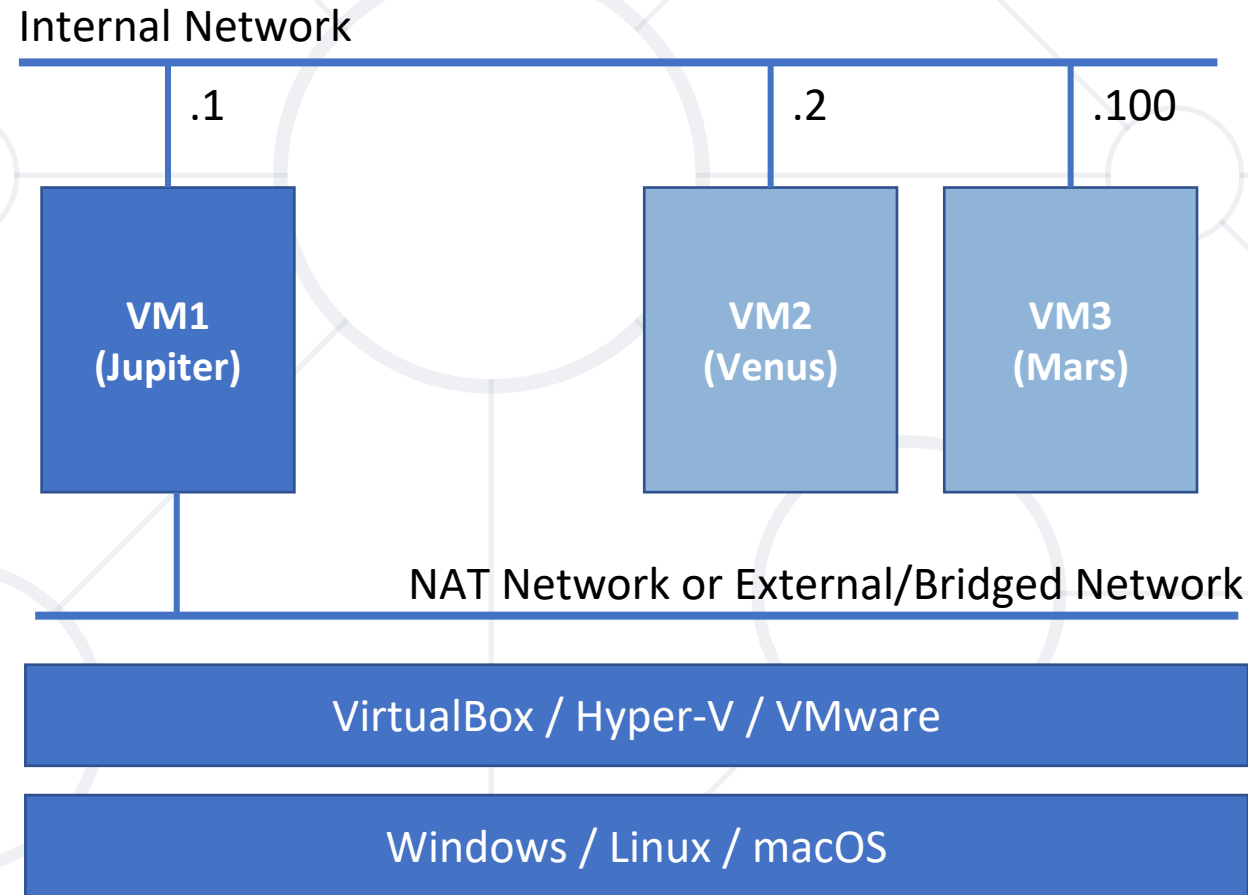 Internal Network
.1
.2
.100
VM1
(Jupiter)
VM2
(Venus)
VM3
(Mars)
NAT Network or External/Bridged Network
VirtualBox / Hyper-V / VMware
Windows / Linux / macOS